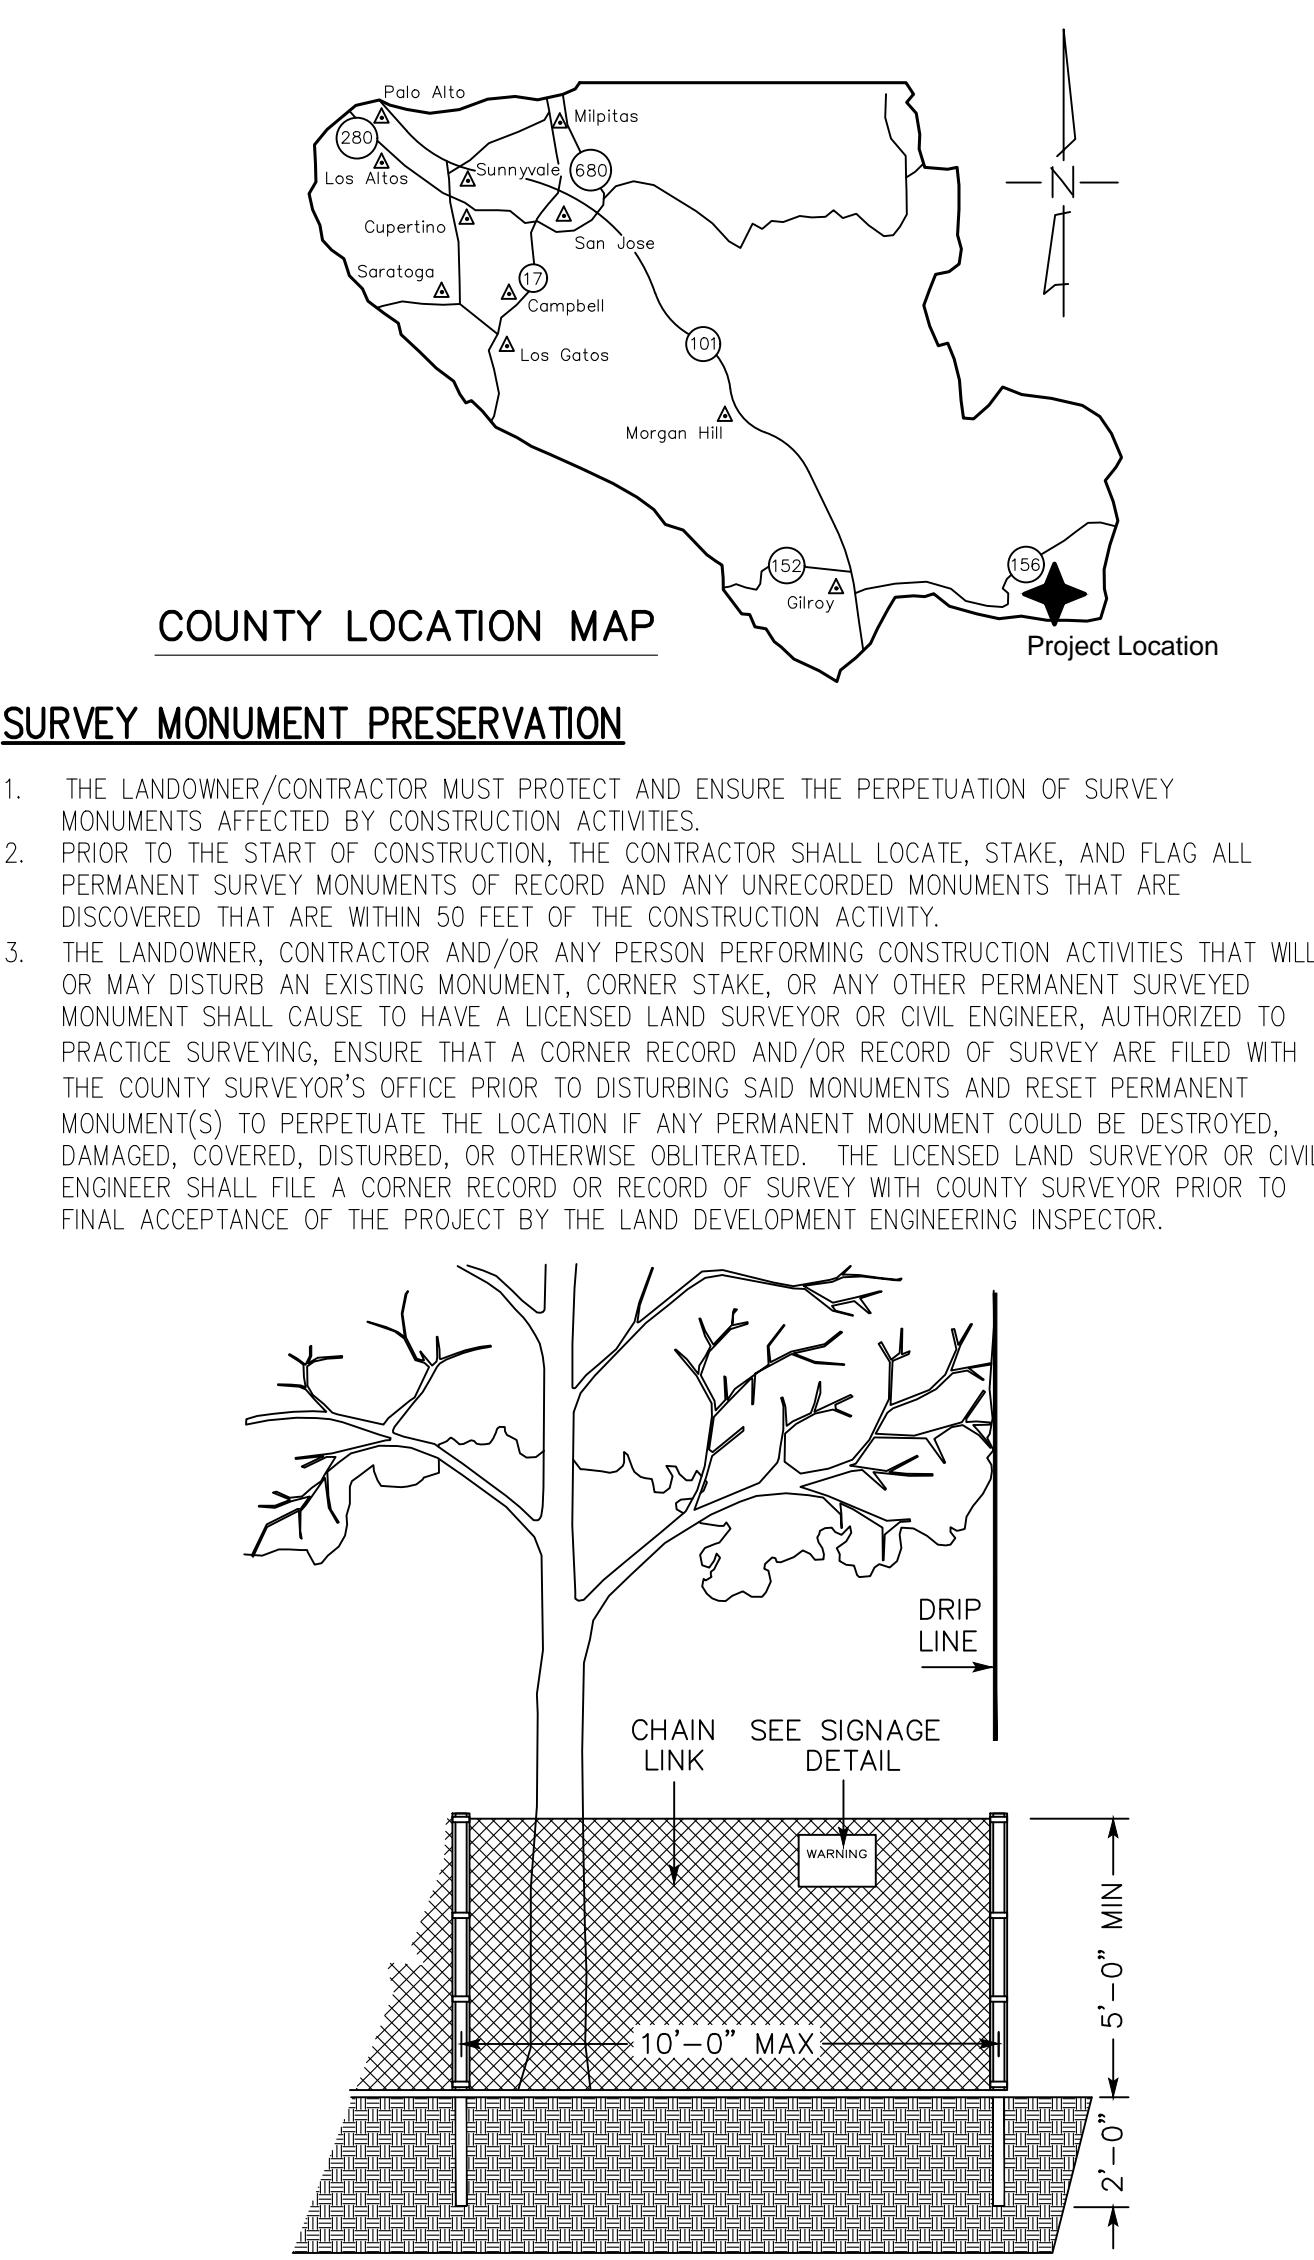 Palo Alto
Milpitas
280
Sunnyvale
680
Los Altos
Cupertino
San Jose
Saratoga
17
Campbell
Los Gatos
101
Morgan Hill
152
156
Gilroy
N
COUNTY LOCATION MAP
Project Location
SURVEY MONUMENT PRESERVATION
1. THE LANDOWNER/CONTRACTOR MUST PROTECT AND ENSURE THE PERPETUATION OF SURVEY
MONUMENTS AFFECTED BY CONSTRUCTION ACTIVITIES.
2. PRIOR TO THE START OF CONSTRUCTION, THE CONTRACTOR SHALL LOCATE, STAKE, AND FLAG ALL
PERMANENT SURVEY MONUMENTS OF RECORD AND ANY UNRECORDED MONUMENTS THAT ARE
DISCOVERED THAT ARE WITHIN 50 FEET OF THE CONSTRUCTION ACTIVITY.
3. THE LANDOWNER, CONTRACTOR AND/OR ANY PERSON PERFORMING CONSTRUCTION ACTIVITIES THAT WILL
OR MAY DISTURB AN EXISTING MONUMENT, CORNER STAKE, OR ANY OTHER PERMANENT SURVEYED
MONUMENT SHALL CAUSE TO HAVE A LICENSED LAND SURVEYOR OR CIVIL ENGINEER, AUTHORIZED TO
PRACTICE SURVEYING, ENSURE THAT A CORNER RECORD AND/OR RECORD OF SURVEY ARE FILED WITH
THE COUNTY SURVEYOR'S OFFICE PRIOR TO DISTURBING SAID MONUMENTS AND RESET PERMANENT
MONUMENT(S) TO PERPETUATE THE LOCATION IF ANY PERMANENT MONUMENT COULD BE DESTROYED,
DAMAGED, COVERED, DISTURBED, OR OTHERWISE OBLITERATED. THE LICENSED LAND SURVEYOR OR CIVIL
ENGINEER SHALL FILE A CORNER RECORD OR RECORD OF SURVEY WITH COUNTY SURVEYOR PRIOR TO
FINAL ACCEPTANCE OF THE PROJECT BY THE LAND DEVELOPMENT ENGINEERING INSPECTOR.
DRIP
LINE
CHAIN
LINK
SEE SIGNAGE
DETAIL
WARNING
5'-0" MIN
10'-0" MAX
2'-0"